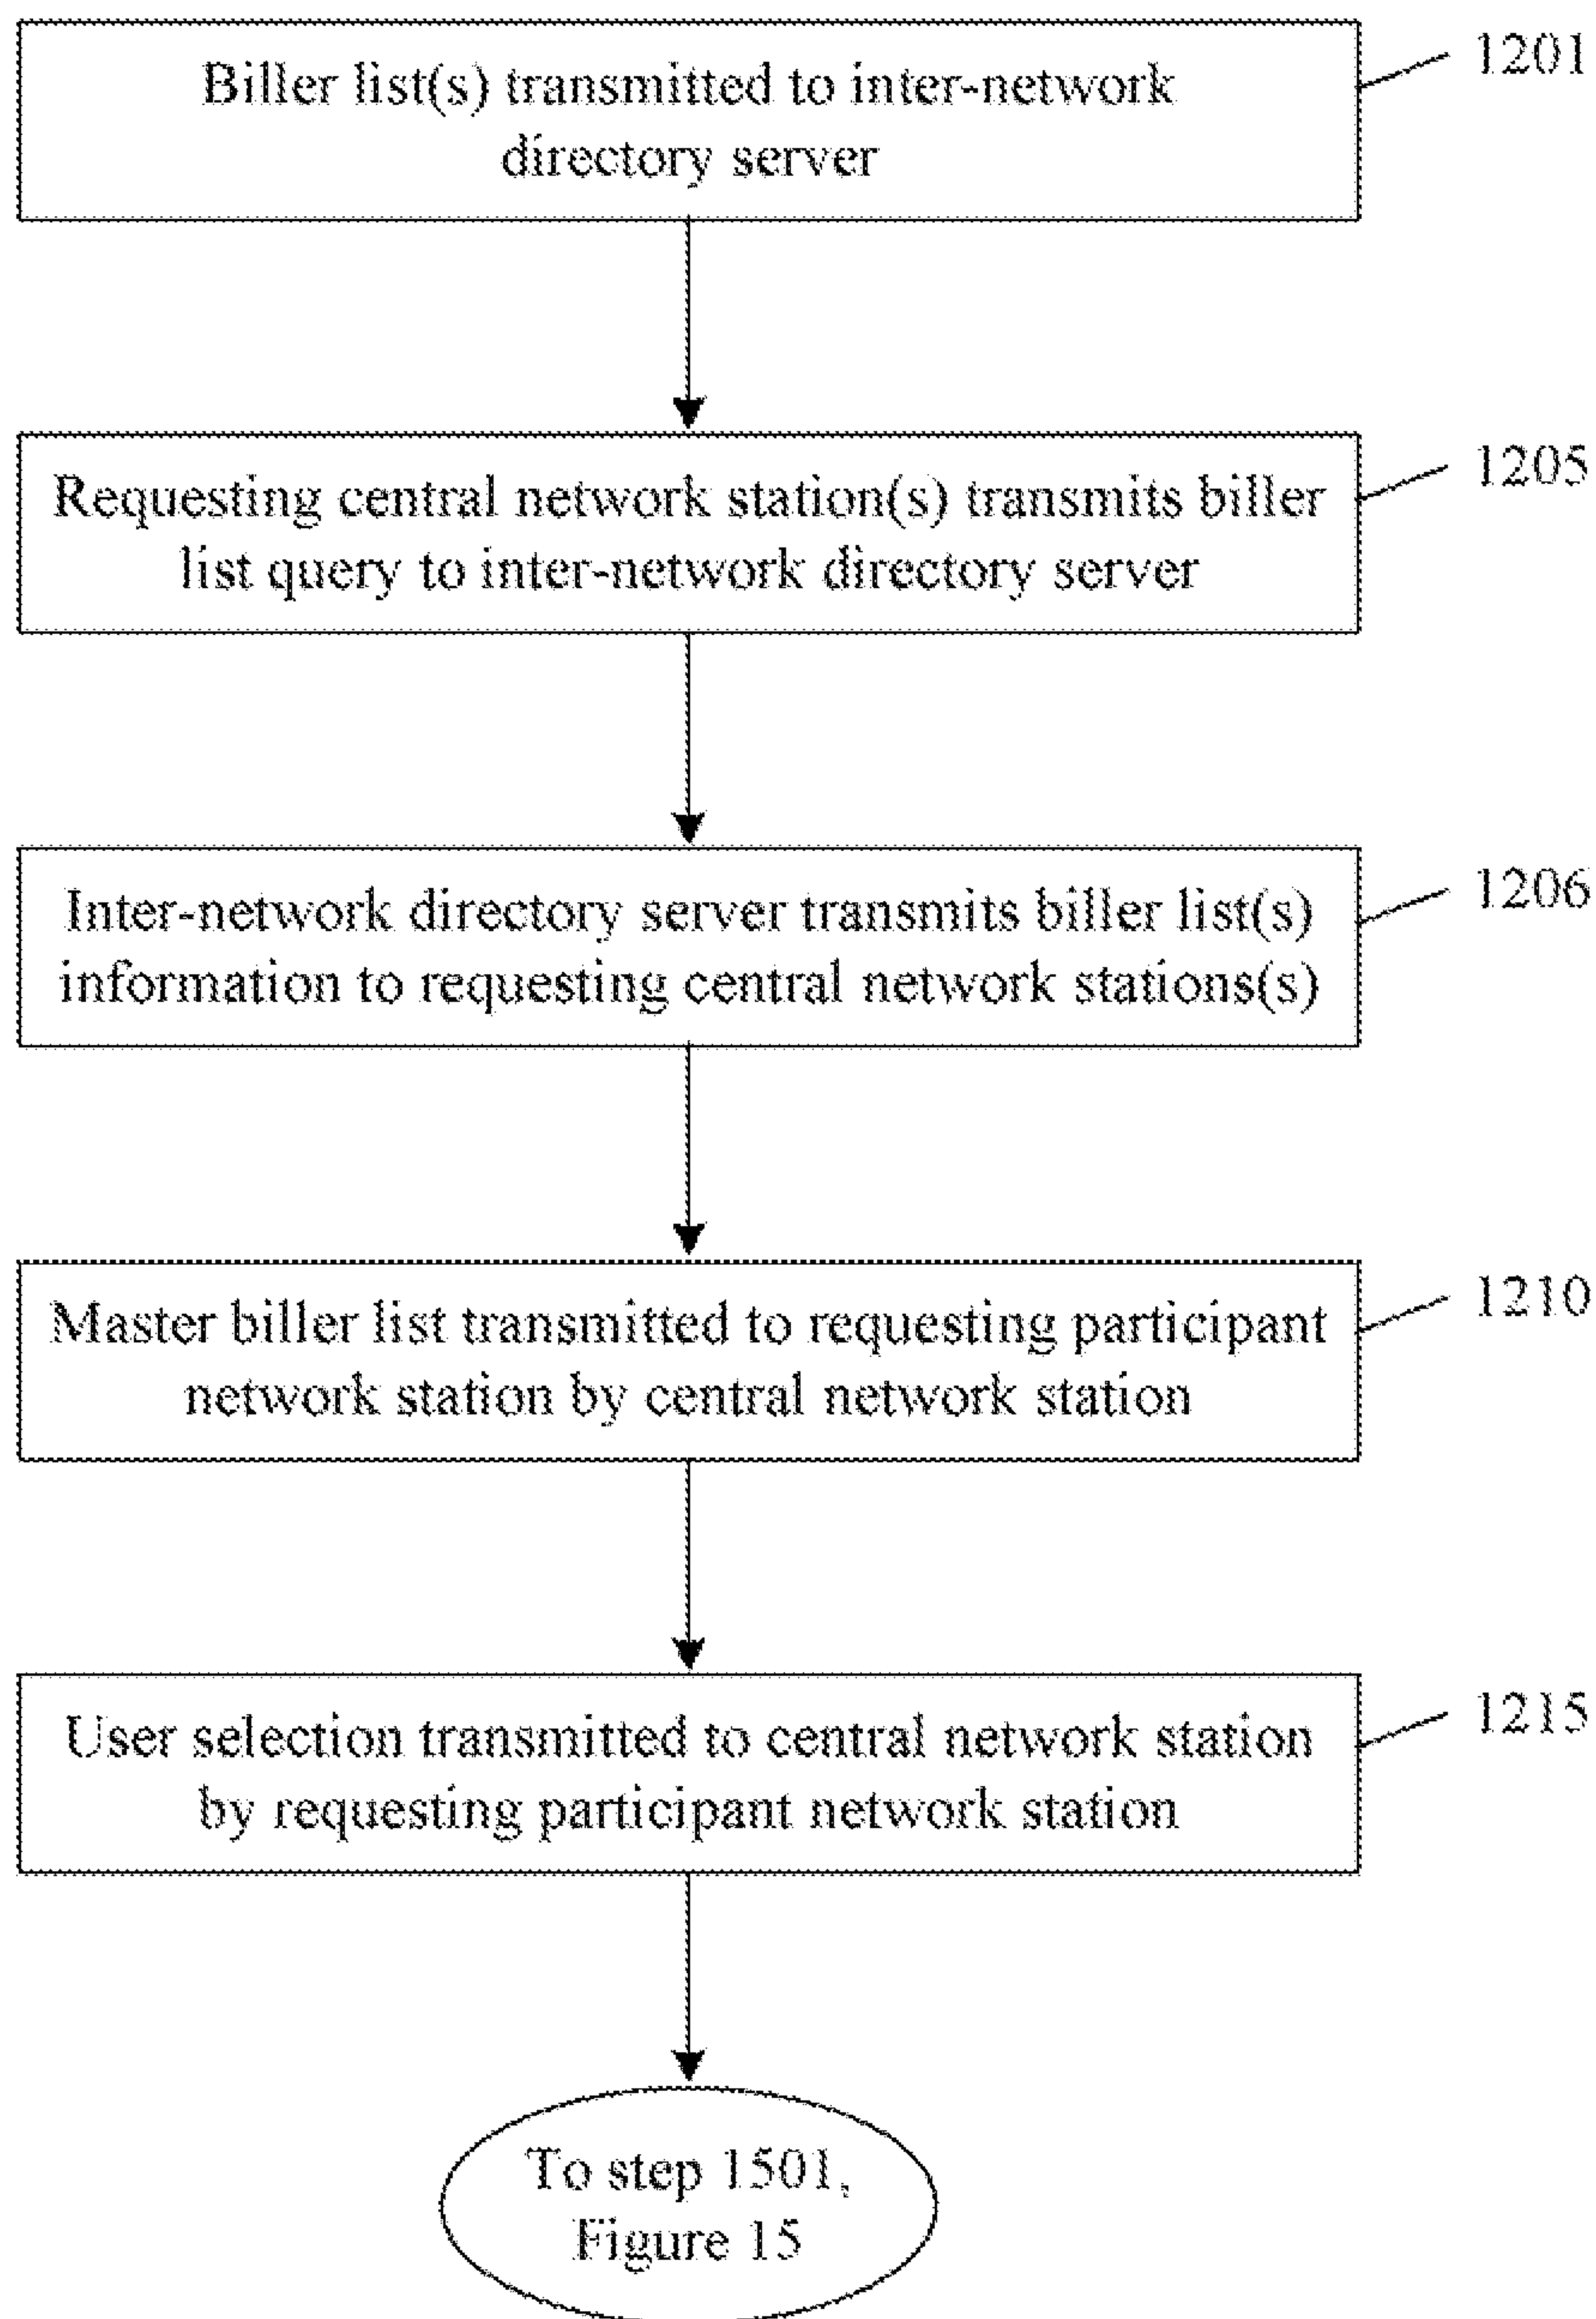 Biller list(s) transmitted to inter-network
directory server
1201
Requesting central network station(s) transmits biller
list query to inter-network directory server
1205
Inter-network directory server transmits biller list(s)
information to requesting central network stations(s)
1206
Master biller list transmitted to requesting participant
network station by central network station
1210
User selection transmitted to central network station
by requesting participant network station
1215
To step 1501,
Figure 15